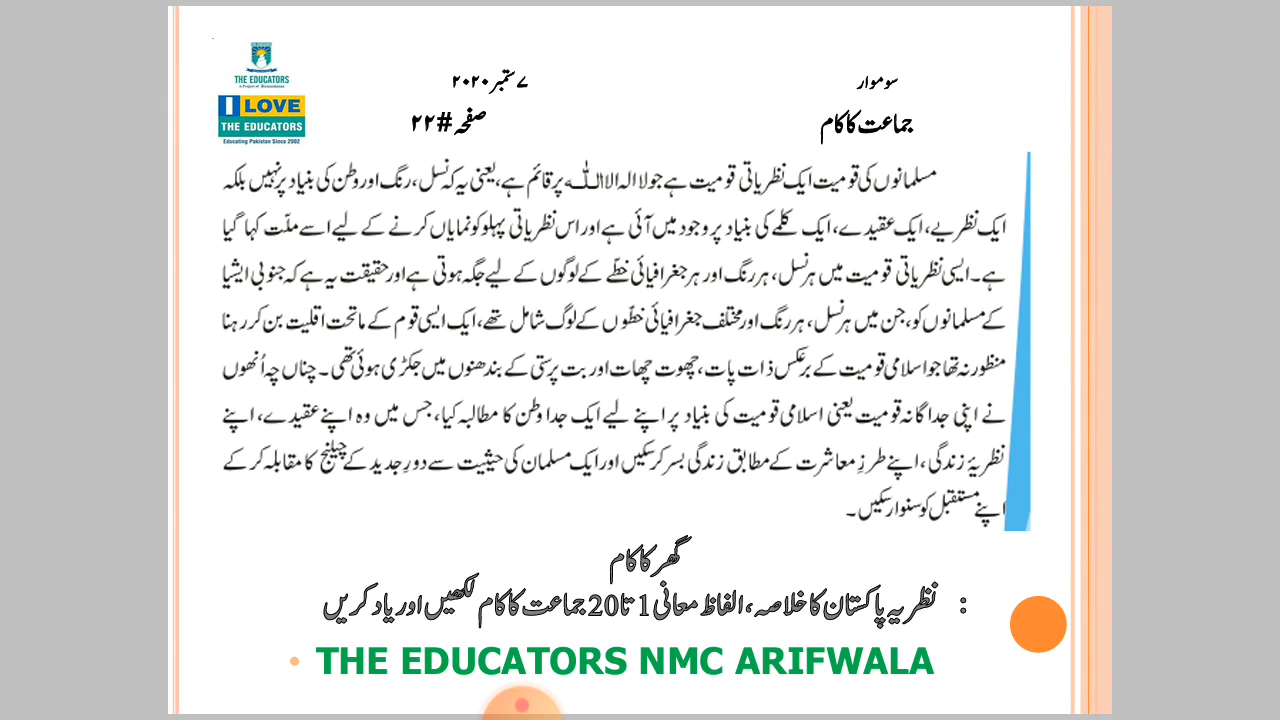 THE EDUCATORS
I LOVE
THE EDUCATORS
Educating Pakistan Since 2002
سوموار
۷ ستمبر ۲۰۲۰
جماعت کا کام
صفحہ #۲۲
مسلمانوں کی قومیت ایک نظریاتی قومیت ہے جو لا الہ الا اللہ پر قائم ہے، یعنی یہ کہ نسل، رنگ اور وطن کی بنیاد پر نہیں بلکہ
ایک نظریے، ایک عقیدے، ایک کلمے کی بنیاد پر وجود میں آئی ہے اور اس نظریاتی پہلو کو نمایاں کرنے کے لیے اسے ملّت کہا گیا
ہے۔ ایسی نظریاتی قومیت میں ہر نسل، ہر رنگ اور ہر جغرافیائی خطّے کے لوگوں کے لیے جگہ ہوتی ہے اور حقیقت یہ ہے کہ جنوبی ایشیا
کے مسلمانوں کو، جن میں ہر نسل، ہر رنگ اور مختلف جغرافیائی خطّوں کے لوگ شامل تھے، ایک ایسی قوم کے ماتحت اقلیت بن کر رہنا
منظور نہ تھا جو اسلامی قومیت کے برعکس ذات پات، چھوت چھات اور بت پرستی کے بندھنوں میں جکڑی ہوئی تھی۔ چناں چہ اُنھوں
نے اپنی جداگانہ قومیت یعنی اسلامی قومیت کی بنیاد پر اپنے لیے ایک جدا وطن کا مطالبہ کیا، جس میں وہ اپنے عقیدے، اپنے
نظریۂ زندگی، اپنے طرزِ معاشرت کے مطابق زندگی بسر کر سکیں اور ایک مسلمان کی حیثیت سے دورِ جدید کے چیلنج کا مقابلہ کر کے
اپنے مستقبل کو سنوار سکیں۔
گھر کا کام
: نظریہ پاکستان کا خلاصہ، الفاظ معانی 1 تا 20 جماعت کا کام لکھیں اور یاد کریں
THE EDUCATORS NMC ARIFWALA